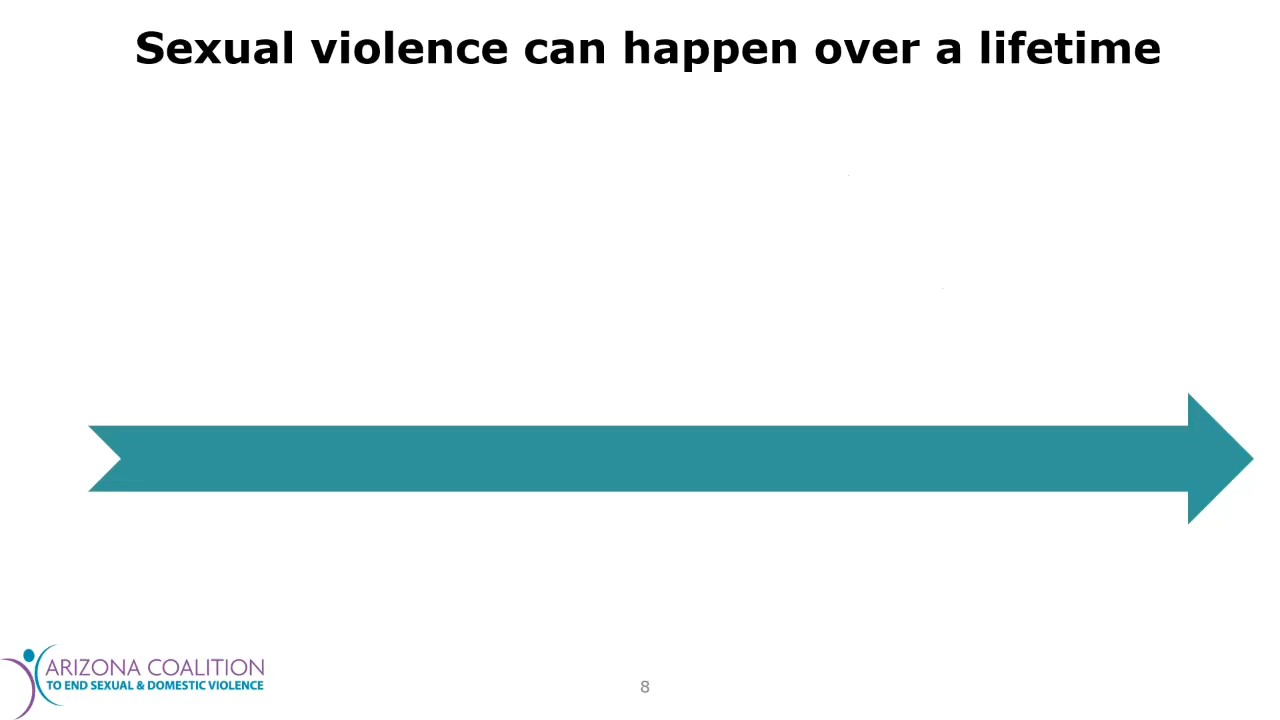 Sexual violence can happen over a lifetime
ARIZONA COALITION
TO END SEXUAL & DOMESTIC VIOLENCE
8